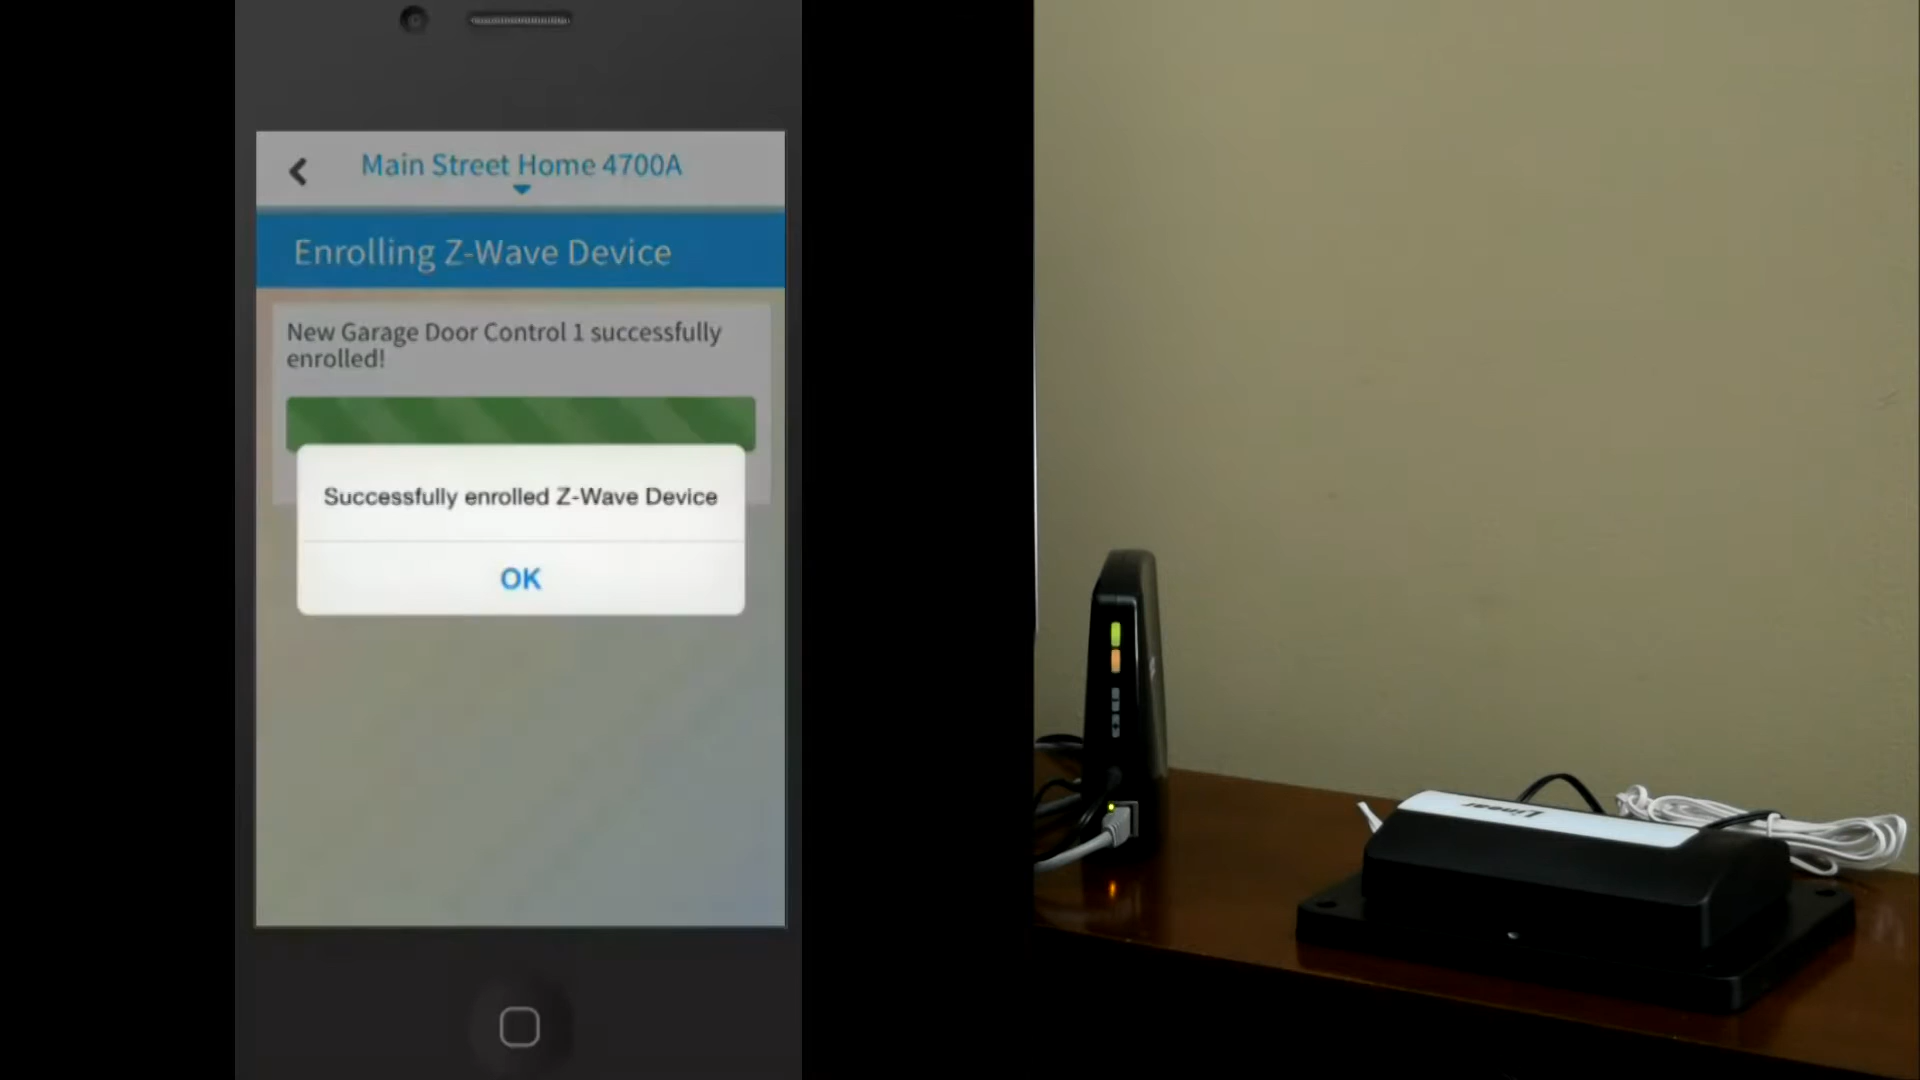 Main Street Home 4700A
Enrolling Z-Wave Device
New Garage Door Control 1 successfully
enrolled!
Successfully enrolled Z-Wave Device
OK
Linear